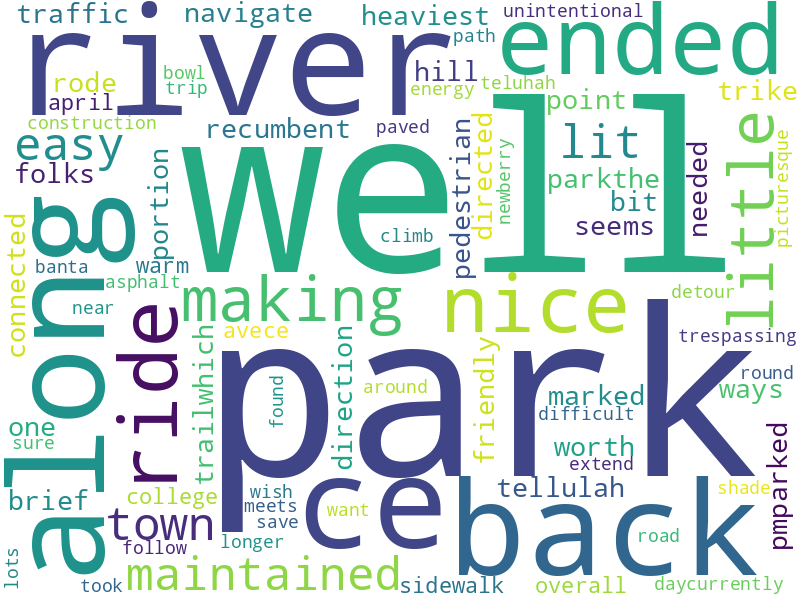 traffic
navigate
heaviest
unintentional
river
path
ended
rode
bowl
trip
hill
energy
teluhah
april
construction
recumbent
paved
point
trike
easy
folks
portion
well
lit
parkthe
bit
seems
needed
little
picturesque
pedestrian
directed
newberry
climb
along
connected
banta
warm
asphalt
near
making
nice
detour
ride
trailwhich
avece
direction
park
friendly
trespassing
round
marked
ways
difficult
found
around
one
sure
worth
extend
pmparked
brief
college
town
ce
wish
meets
save
want
tellulah
shade
back
road
follow
longer
lots
took
maintained
sidewalk
overall
daycurrently